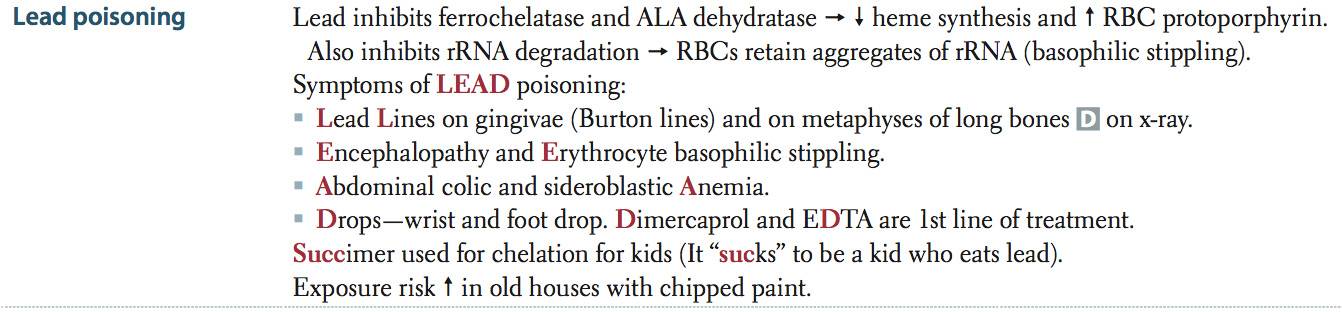 Lead poisoning
Lead inhibits ferrochelatase and ALA dehydratase → ↓ heme synthesis and ↑ RBC protoporphyrin.
Also inhibits rRNA degradation → RBCs retain aggregates of rRNA (basophilic stippling).
Symptoms of LEAD poisoning:
▪ Lead Lines on gingivae (Burton lines) and on metaphyses of long bones D on x-ray.
▪ Encephalopathy and Erythrocyte basophilic stippling.
▪ Abdominal colic and sideroblastic Anemia.
▪ Drops—wrist and foot drop. Dimercaprol and EDTA are 1st line of treatment.
Succimer used for chelation for kids (It “sucks” to be a kid who eats lead).
Exposure risk ↑ in old houses with chipped paint.